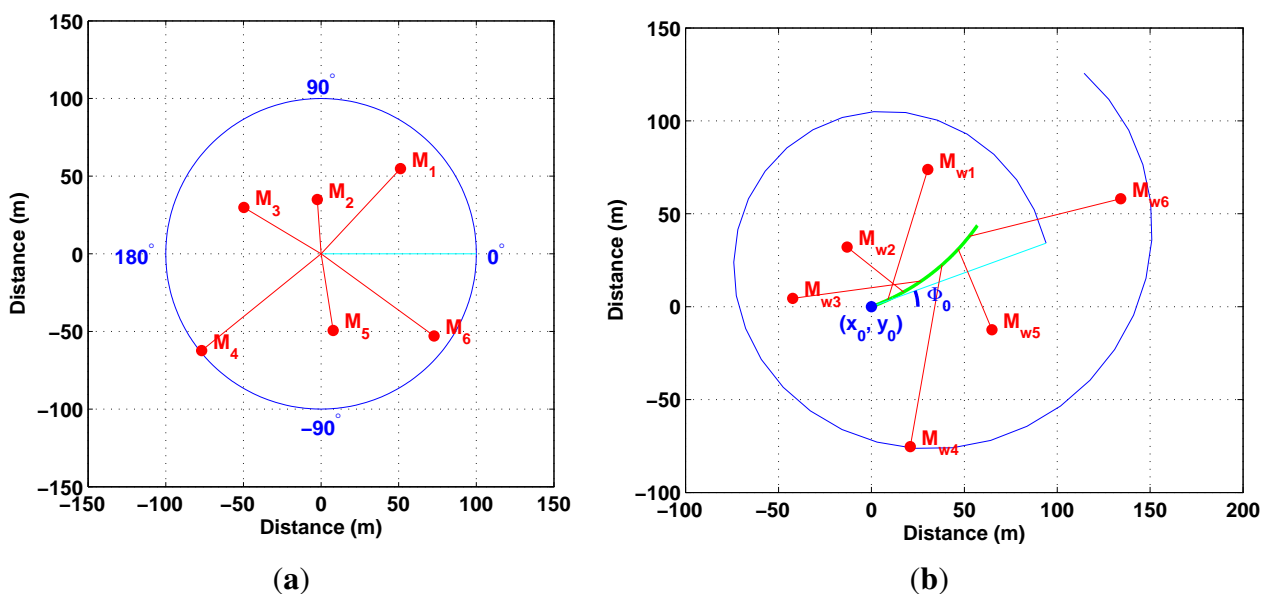 150
100
50
0
−50
−100
−150
−150 −100 −50 0 50 100 150
Distance (m)
Distance (m)
90°
180°
0°
−90°
M1
M2
M3
M4
M5
M6
(a)
150
100
50
0
−50
−100
−100 −50 0 50 100 150 200
Distance (m)
Distance (m)
Mw1
Mw2
Mw3
Mw4
Mw5
Mw6
Φ0
(x0, y0)
(b)